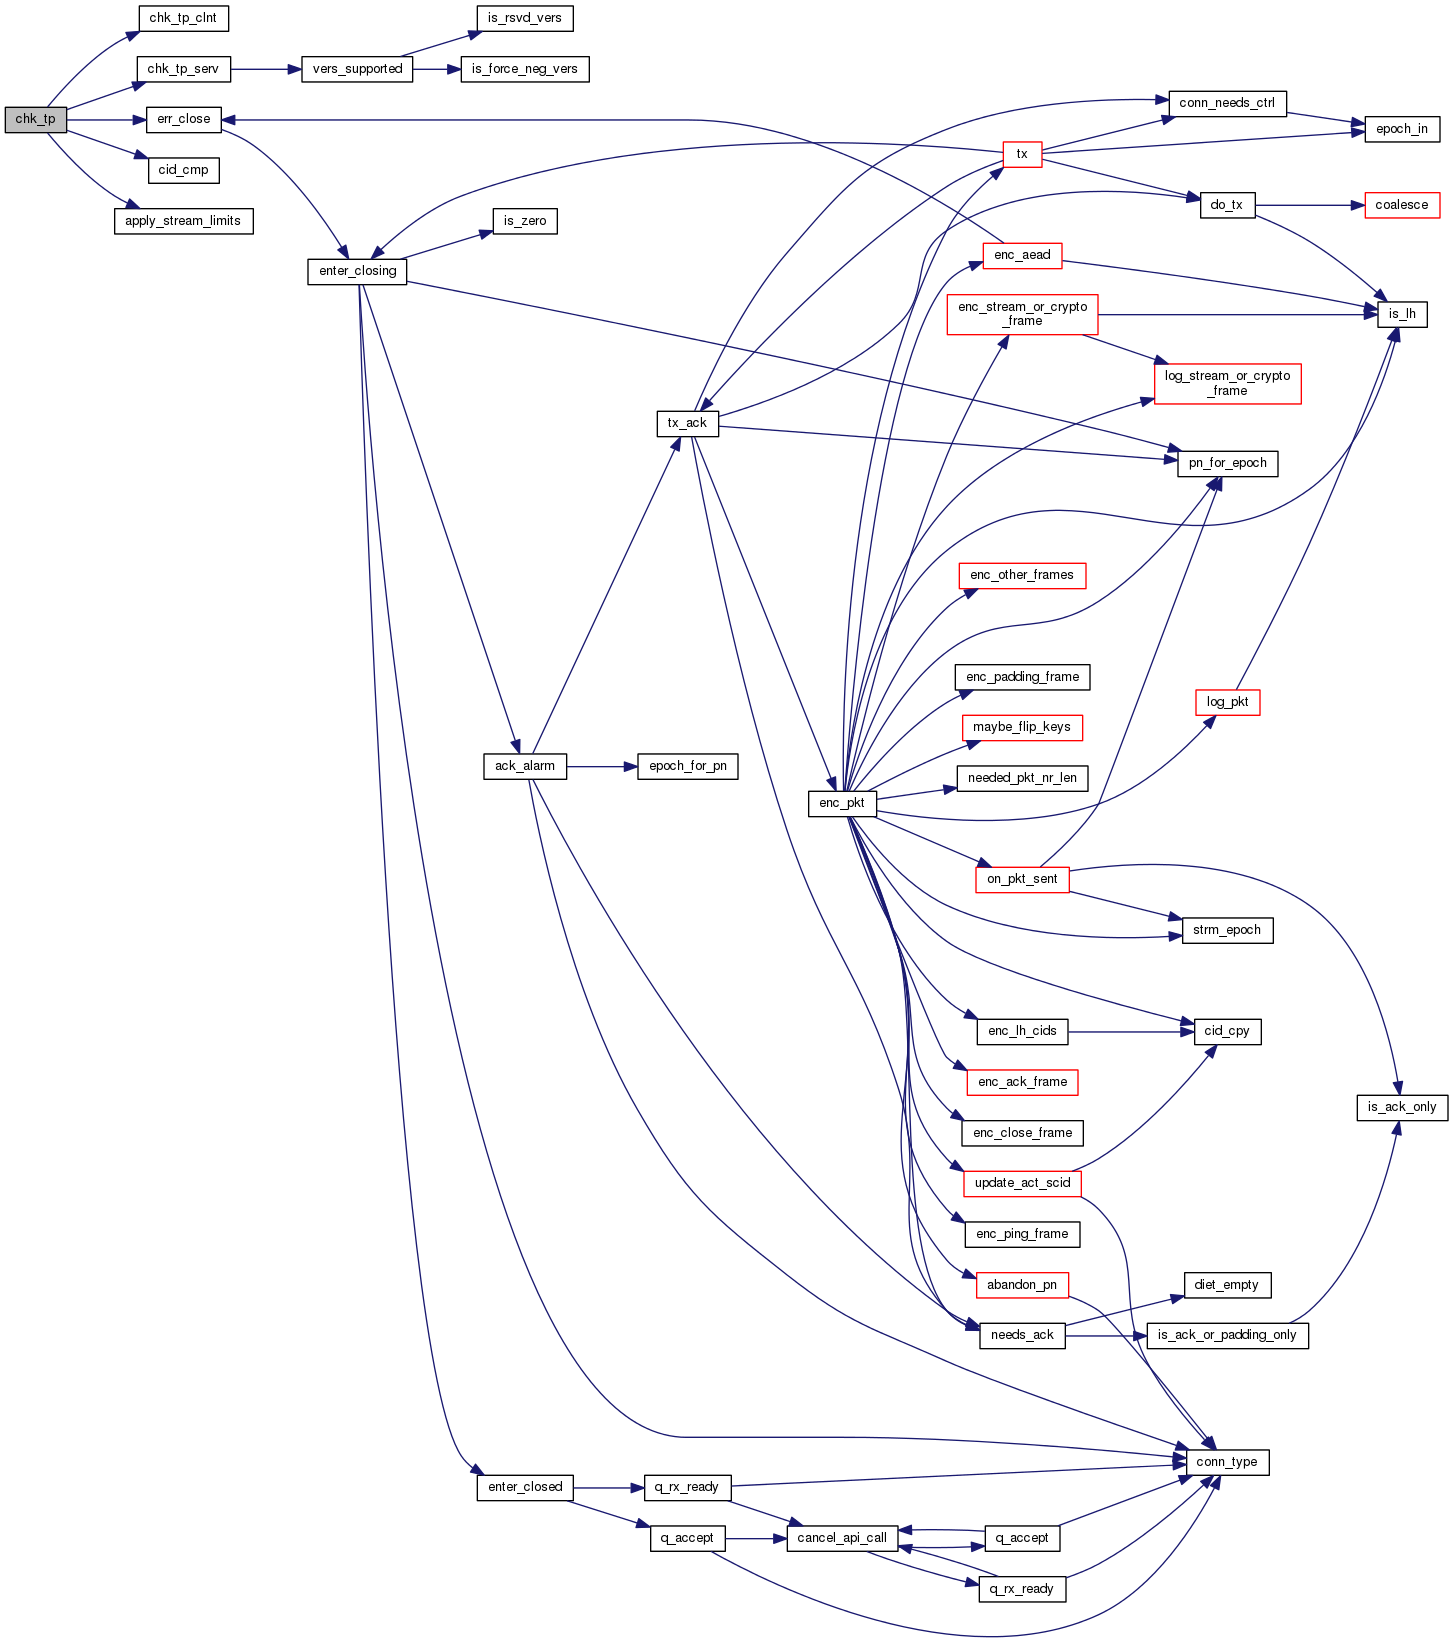 chk_tp_clnt
is_rsvd_vers
chk_tp_serv
vers_supported
is_force_neg_vers
chk_tp
err_close
cid_cmp
apply_stream_limits
is_zero
enter_closing
conn_needs_ctrl
epoch_in
tx
do_tx
coalesce
enc_aead
enc_stream_or_crypto
_frame
is_lh
log_stream_or_crypto
_frame
tx_ack
pn_for_epoch
enc_other_frames
enc_padding_frame
log_pkt
maybe_flip_keys
ack_alarm
epoch_for_pn
needed_pkt_nr_len
enc_pkt
on_pkt_sent
strm_epoch
enc_lh_cids
cid_cpy
enc_ack_frame
is_ack_only
enc_close_frame
update_act_scid
enc_ping_frame
abandon_pn
diet_empty
needs_ack
is_ack_or_padding_only
conn_type
enter_closed
q_rx_ready
q_accept
cancel_api_call
q_accept
q_rx_ready